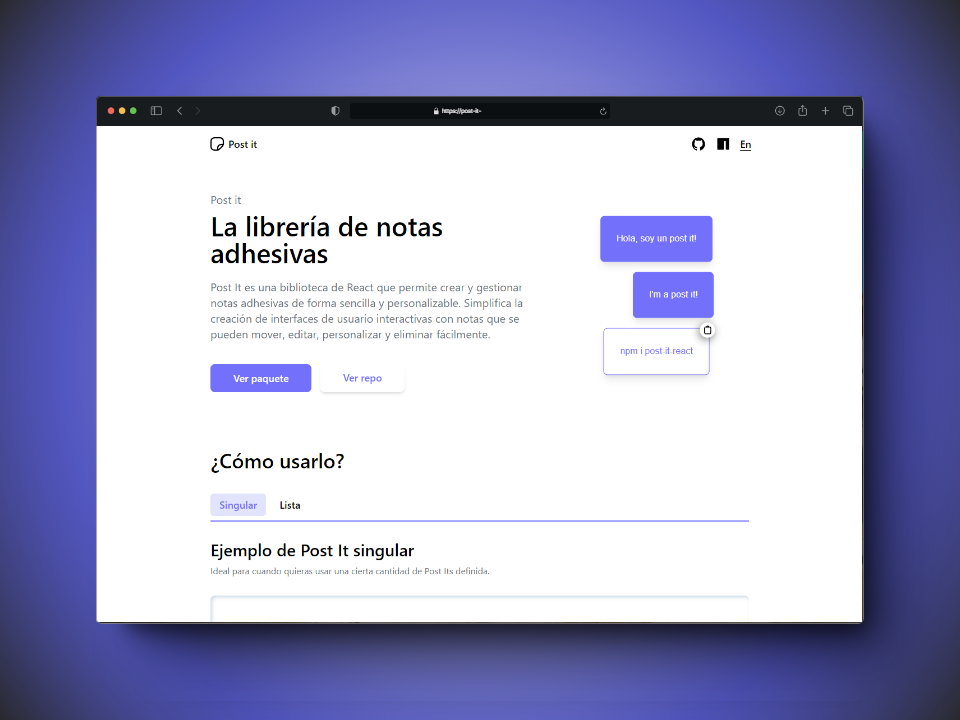 https://post-it-
Post it
En
Post it
La librería de notas
adhesivas
Post It es una biblioteca de React que permite crear y gestionar
notas adhesivas de forma sencilla y personalizable. Simplifica la
creación de interfaces de usuario interactivas con notas que se
pueden mover, editar, personalizar y eliminar fácilmente.
Ver paquete
Ver repo
Hola, soy un post it!
I'm a post it!
npm i post-it-react
¿Cómo usarlo?
Singular
Lista
Ejemplo de Post It singular
Ideal para cuando quieras usar una cierta cantidad de Post Its definida.